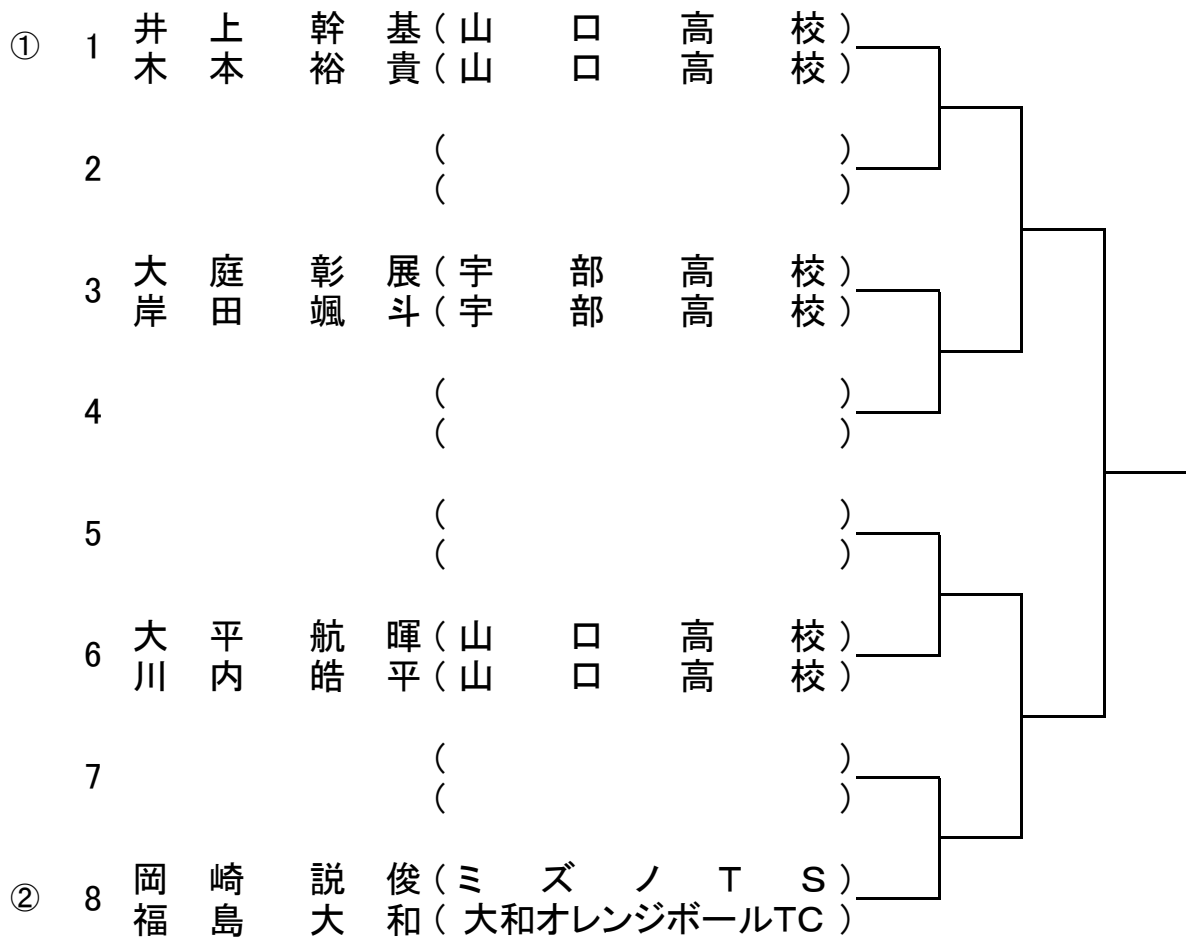 ① 1 井上 幹基(山口高校)
木本 裕貴(山口高校)
2 ( )
( )
3 大庭 彰展(宇部高校)
岸田 颯斗(宇部高校)
4 ( )
( )
5 ( )
( )
6 大平 航暉(山口高校)
川内 皓平(山口高校)
7 ( )
( )
② 8 岡崎 説俊(ミズノTS)
福島 大和(大和オレンジボールTC)